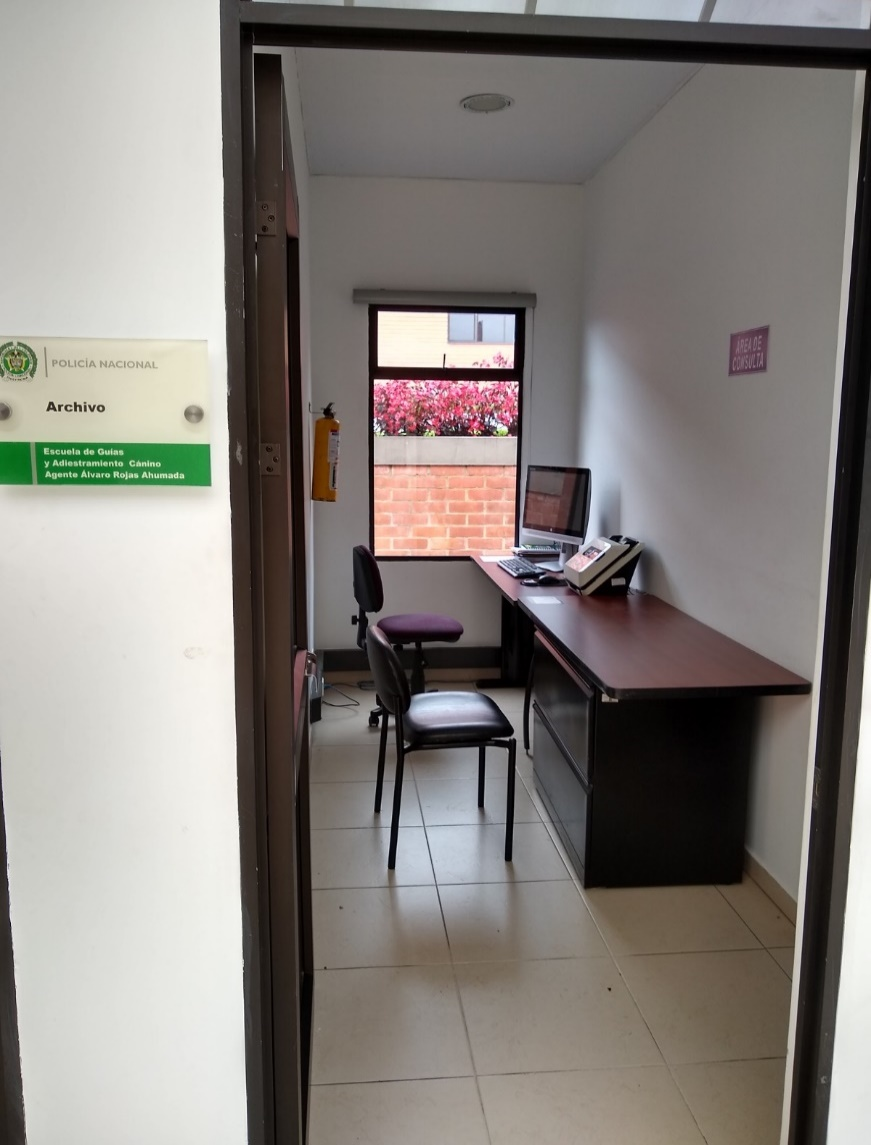 POLICÍA NACIONAL
Archivo
Escuela de Guías
y Adiestramiento Cánino
Agente Álvaro Rojas Ahumada
ÁREA DE
CONSULTA